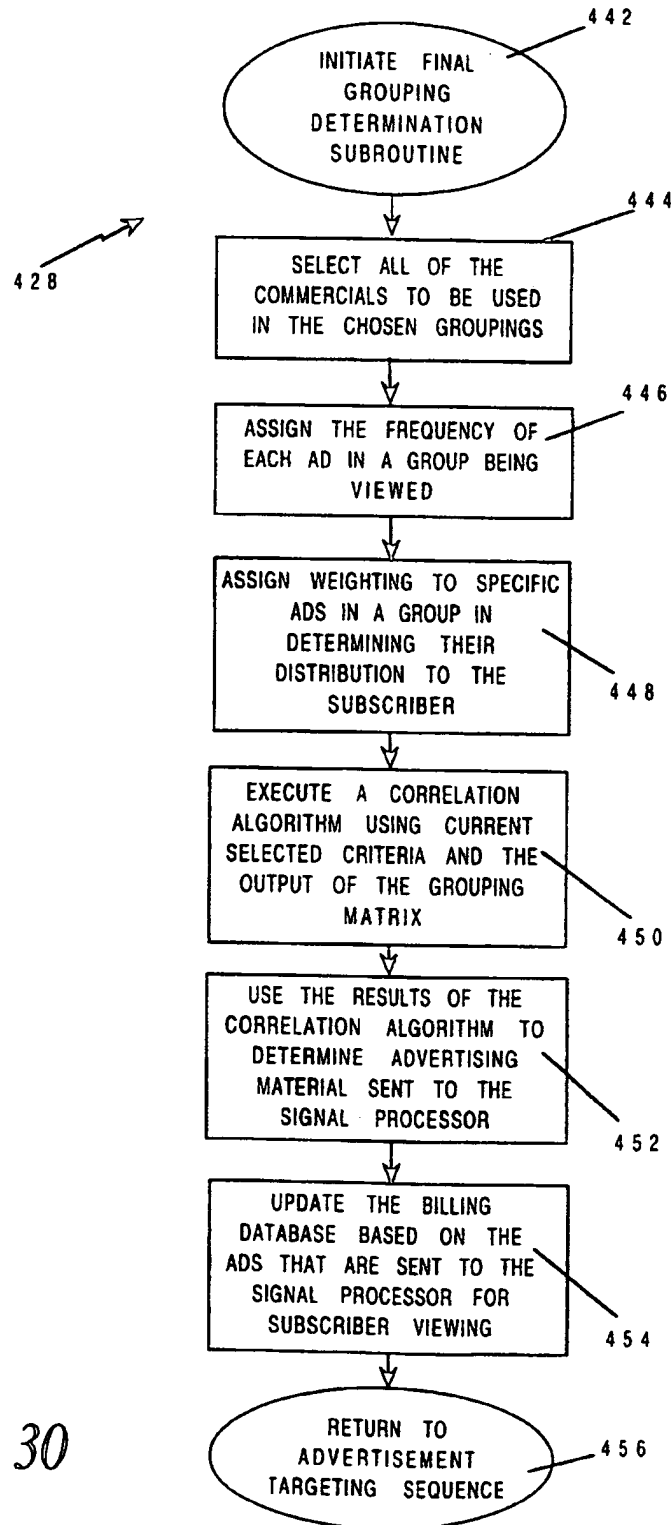 442
INITIATE FINAL
GROUPING
DETERMINATION
SUBROUTINE
428
444
SELECT ALL OF THE
COMMERCIALS TO BE USED
IN THE CHOSEN GROUPINGS
446
ASSIGN THE FREQUENCY OF
EACH AD IN A GROUP BEING
VIEWED
ASSIGN WEIGHTING TO SPECIFIC
ADS IN A GROUP IN
DETERMINING THEIR
DISTRIBUTION TO THE
SUBSCRIBER
448
EXECUTE A CORRELATION
ALGORITHM USING CURRENT
SELECTED CRITERIA AND THE
OUTPUT OF THE GROUPING
MATRIX
450
USE THE RESULTS OF THE
CORRELATION ALGORITHM TO
DETERMINE ADVERTISING
MATERIAL SENT TO THE
SIGNAL PROCESSOR
452
UPDATE THE BILLING
DATABASE BASED ON THE
ADS THAT ARE SENT TO THE
SIGNAL PROCESSOR FOR
SUBSCRIBER VIEWING
454
RETURN TO
ADVERTISEMENT
TARGETING SEQUENCE
456
30